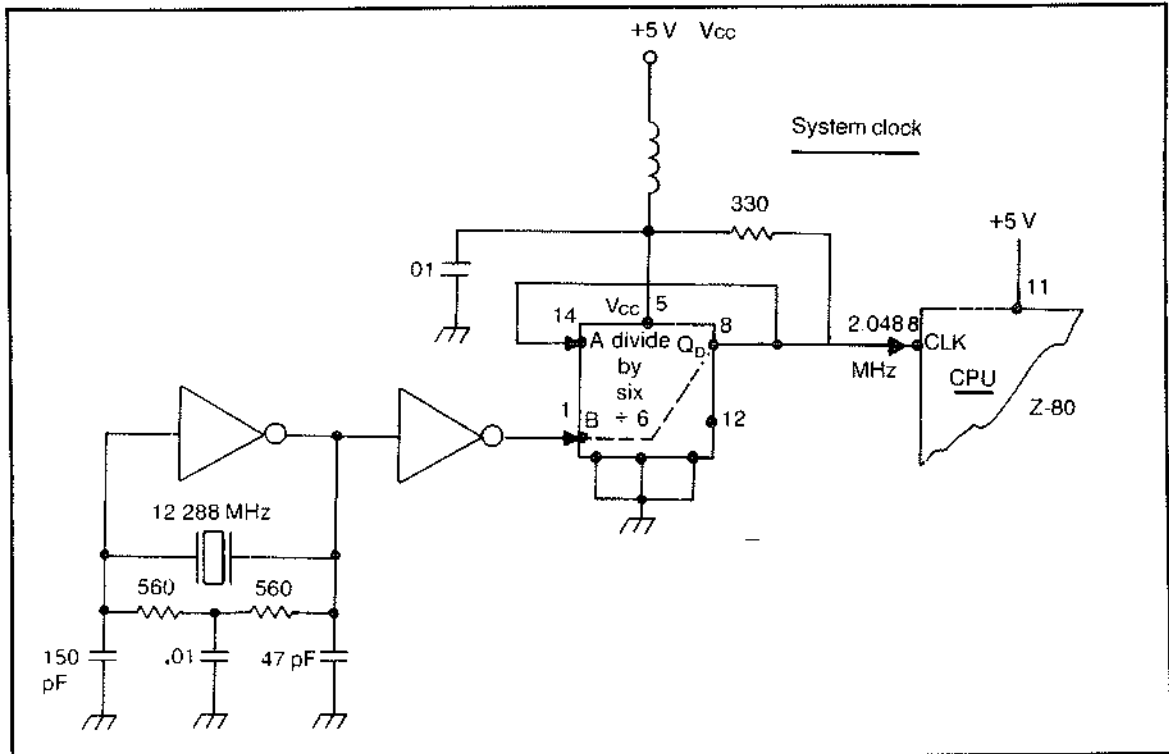 +5 V Vcc
System clock
330
+5 V
01
11
Vcc 5
14
8
2.048 8
A divide
by
six
÷ 6
QD
CLK
MHz
CPU
Z-80
1
B
12
12 288 MHz
560
560
150
pF
.01
47 pF